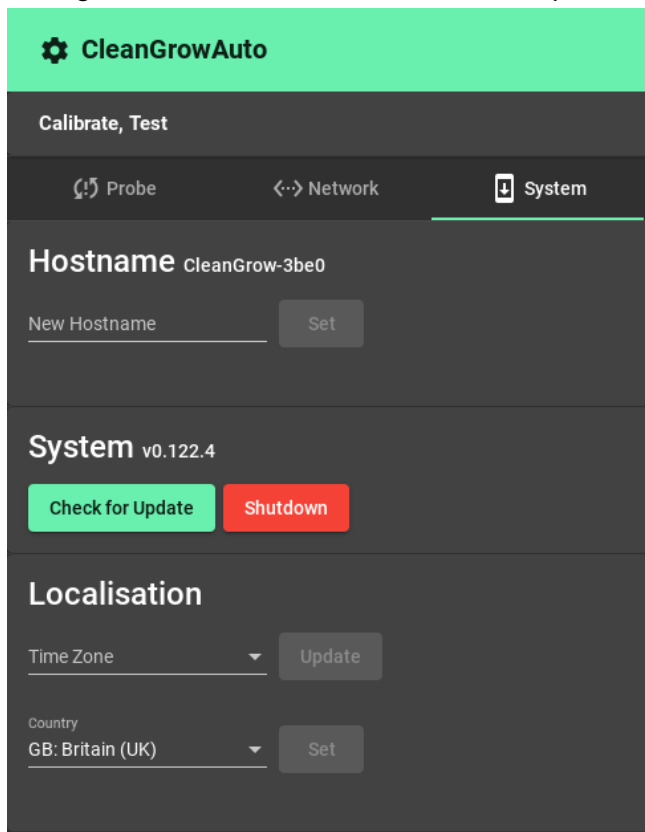 CleanGrowAuto
Calibrate, Test
Probe Network System
Hostname CleanGrow-3be0
New Hostname Set
System v0.122.4
Check for Update Shutdown
Localisation
Time Zone Update
Country
GB: Britain (UK) Set